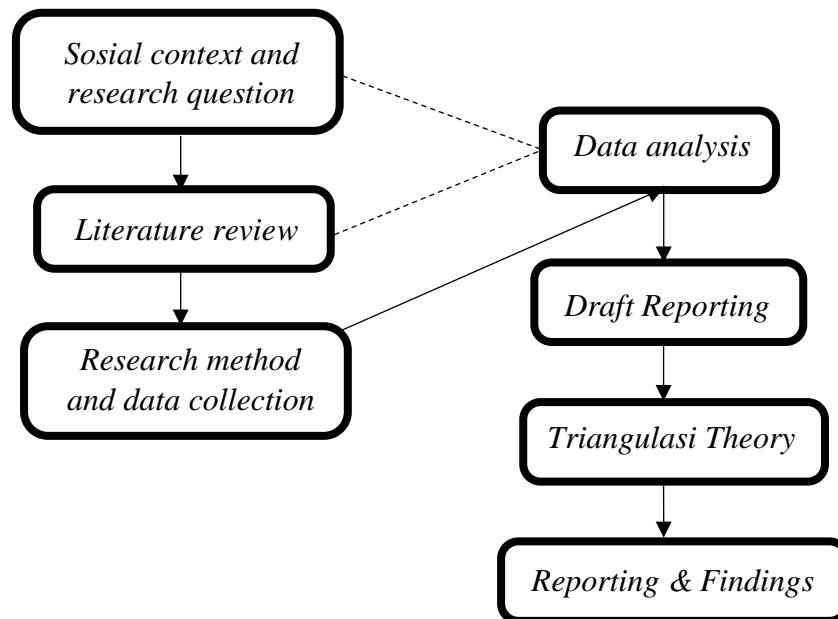 Sosial context and
research question
Literature review
Research method
and data collection
Data analysis
Draft Reporting
Triangulasi Theory
Reporting & Findings